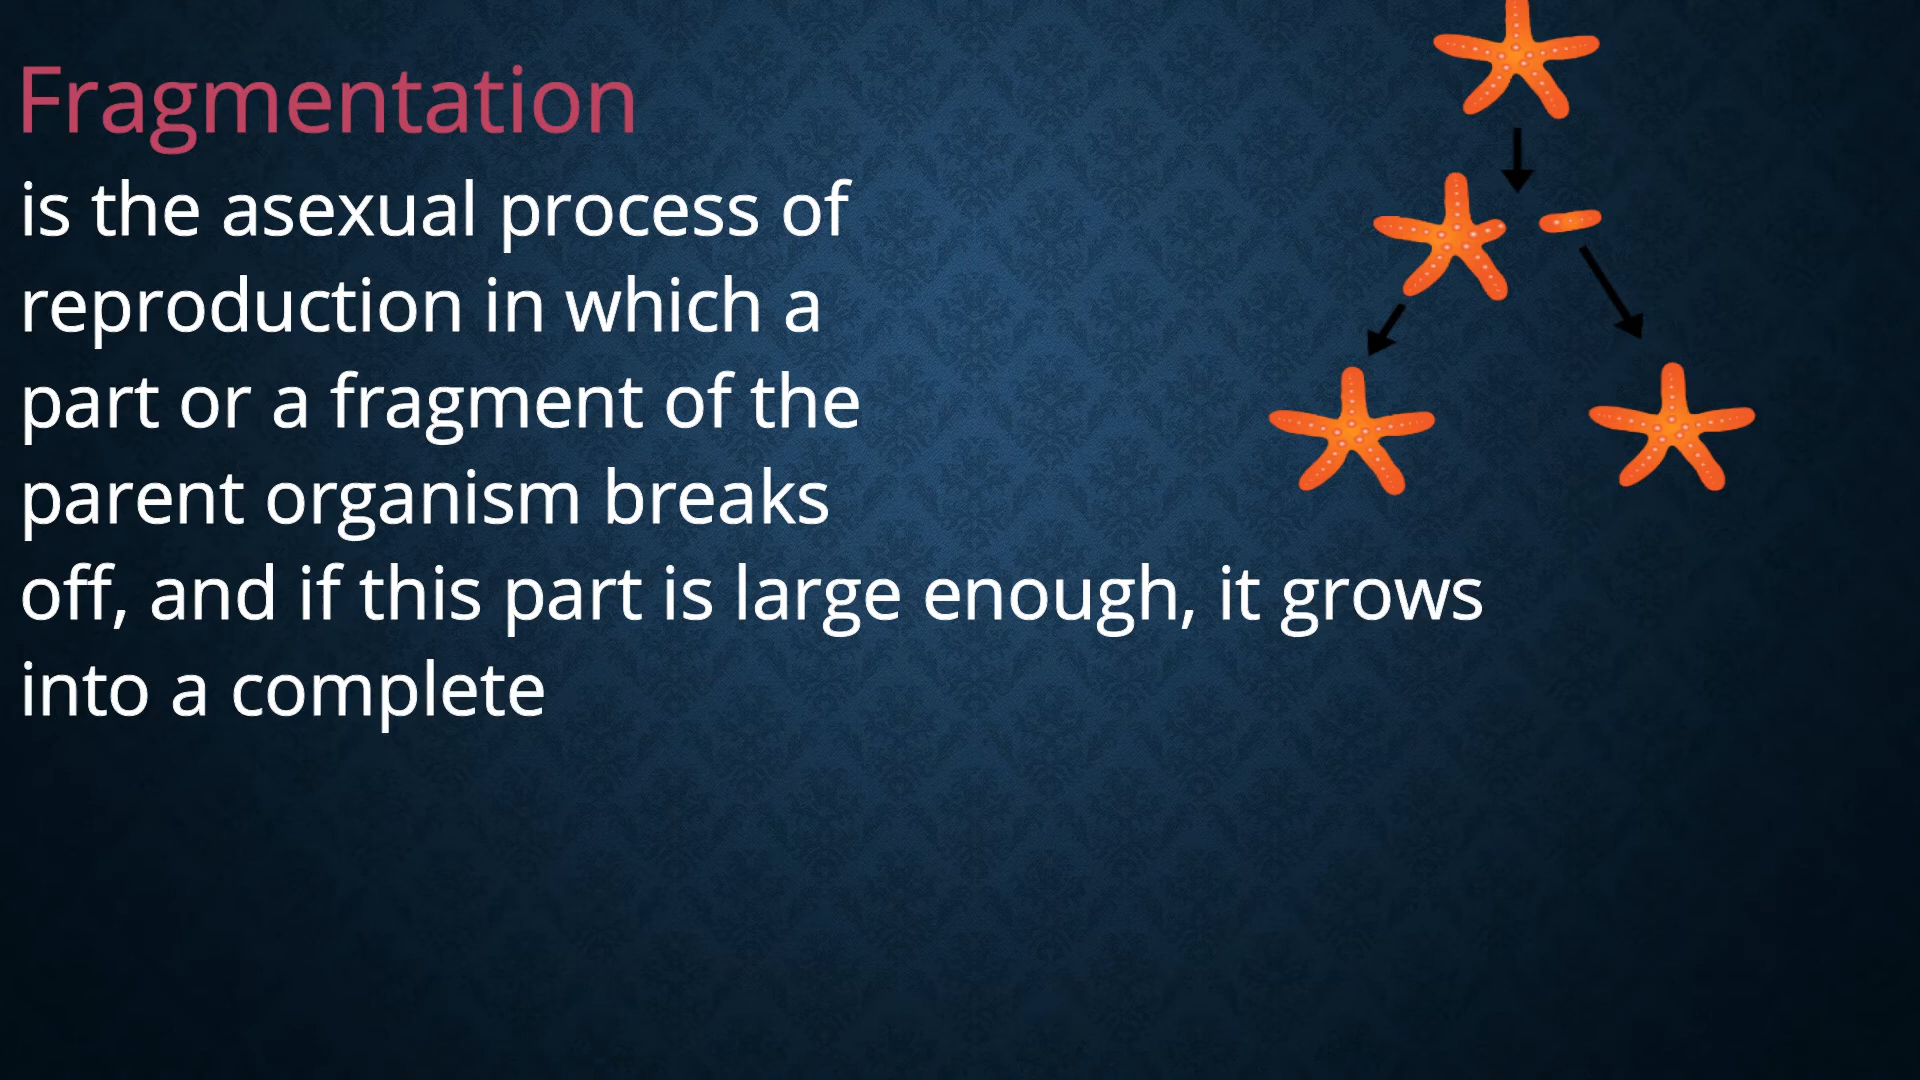 Fragmentation
is the asexual process of
reproduction in which a
part or a fragment of the
parent organism breaks
off, and if this part is large enough, it grows
into a complete